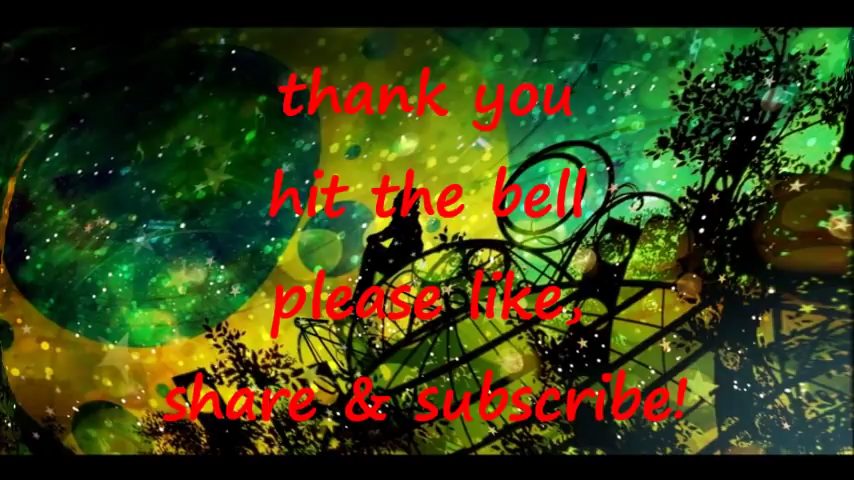 thank you
hit the bell
please like,
share & subscribe!